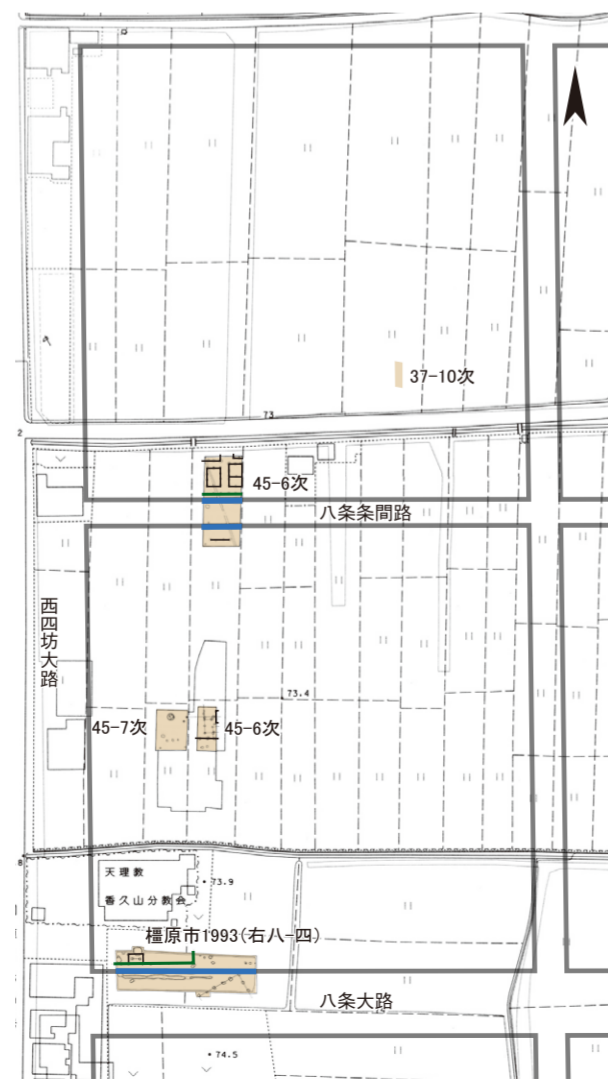 37-10次
73
2
45-6次
八条条間路
西四坊大路
73.4
45-7次
45-6次
8
天理教
73.9
香久山分教会
橿原市1993(右八-四)
八条大路
74.5